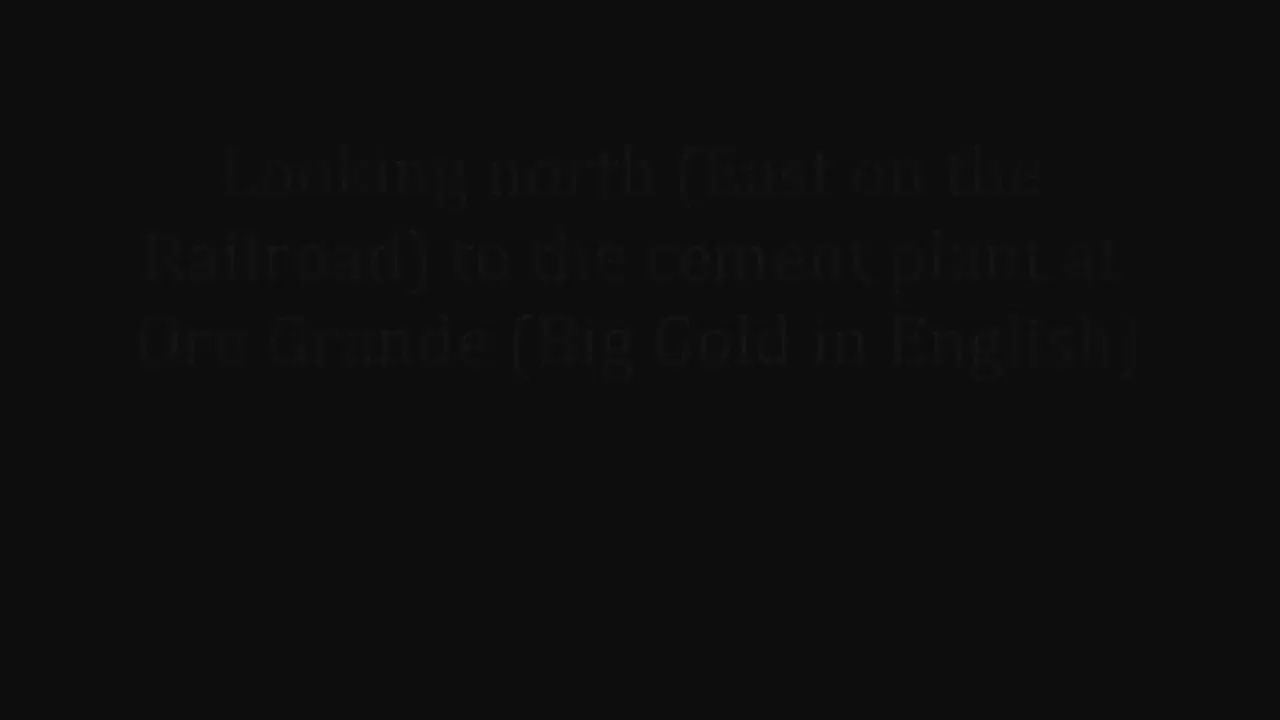 Looking north (East on the
Railroad) to the cement plant at
Oro Grande (Big Gold in English)